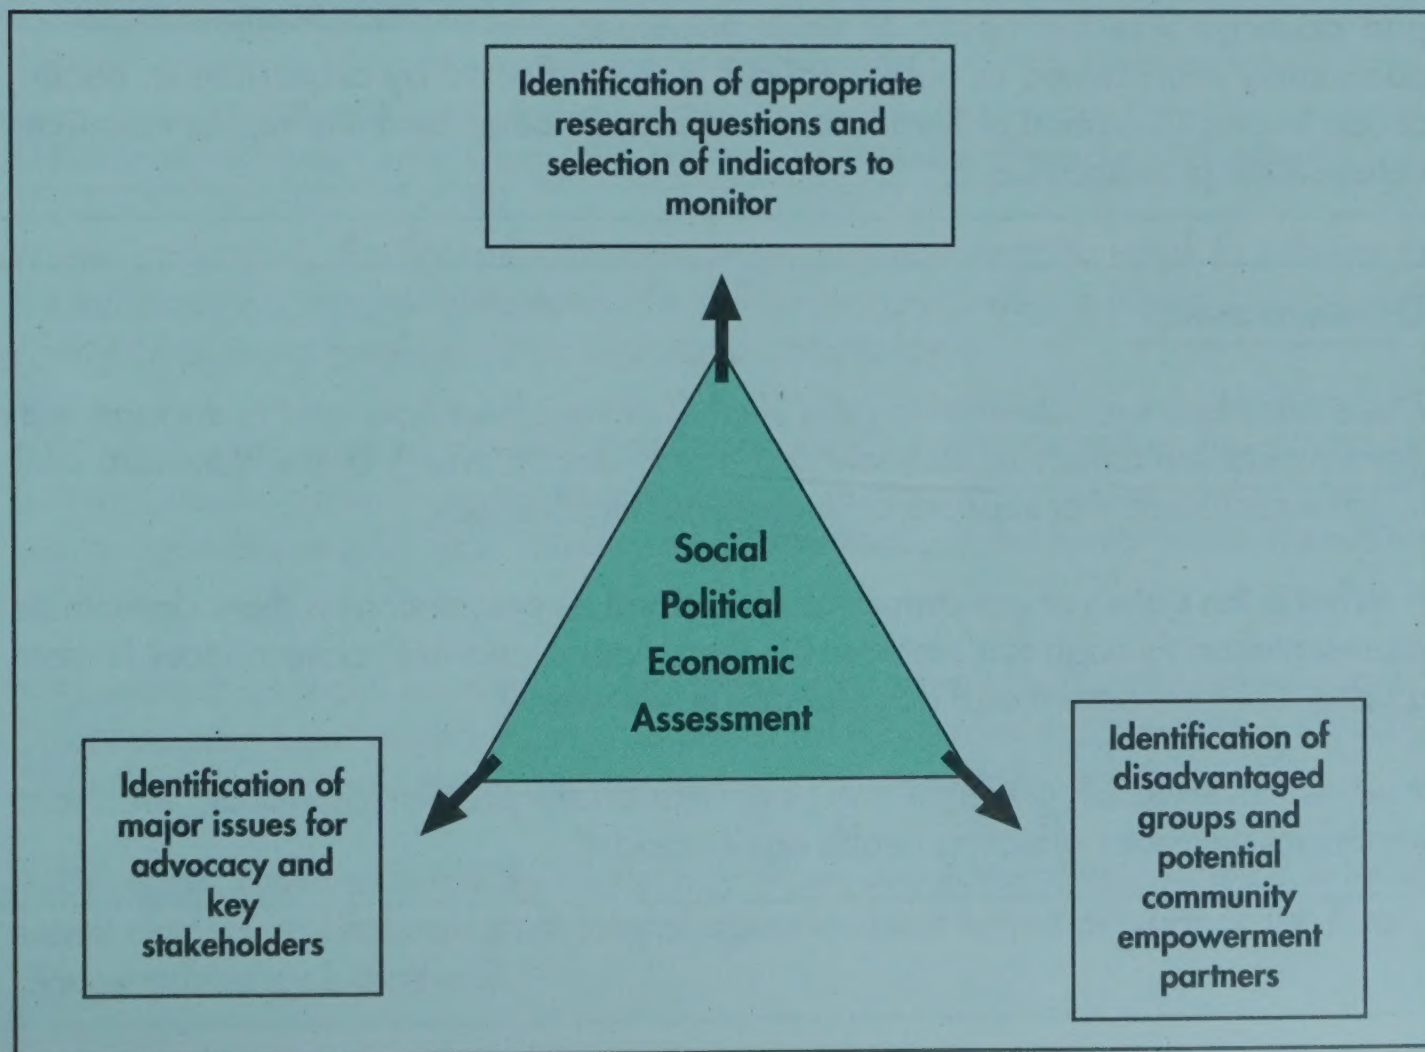 Identification of appropriate
research questions and
selection of indicators to
monitor
Social
Political
Economic
Assessment
Identification of
major issues for
advocacy and
key
stakeholders
Identification of
disadvantaged
groups and
potential
community
empowerment
partners